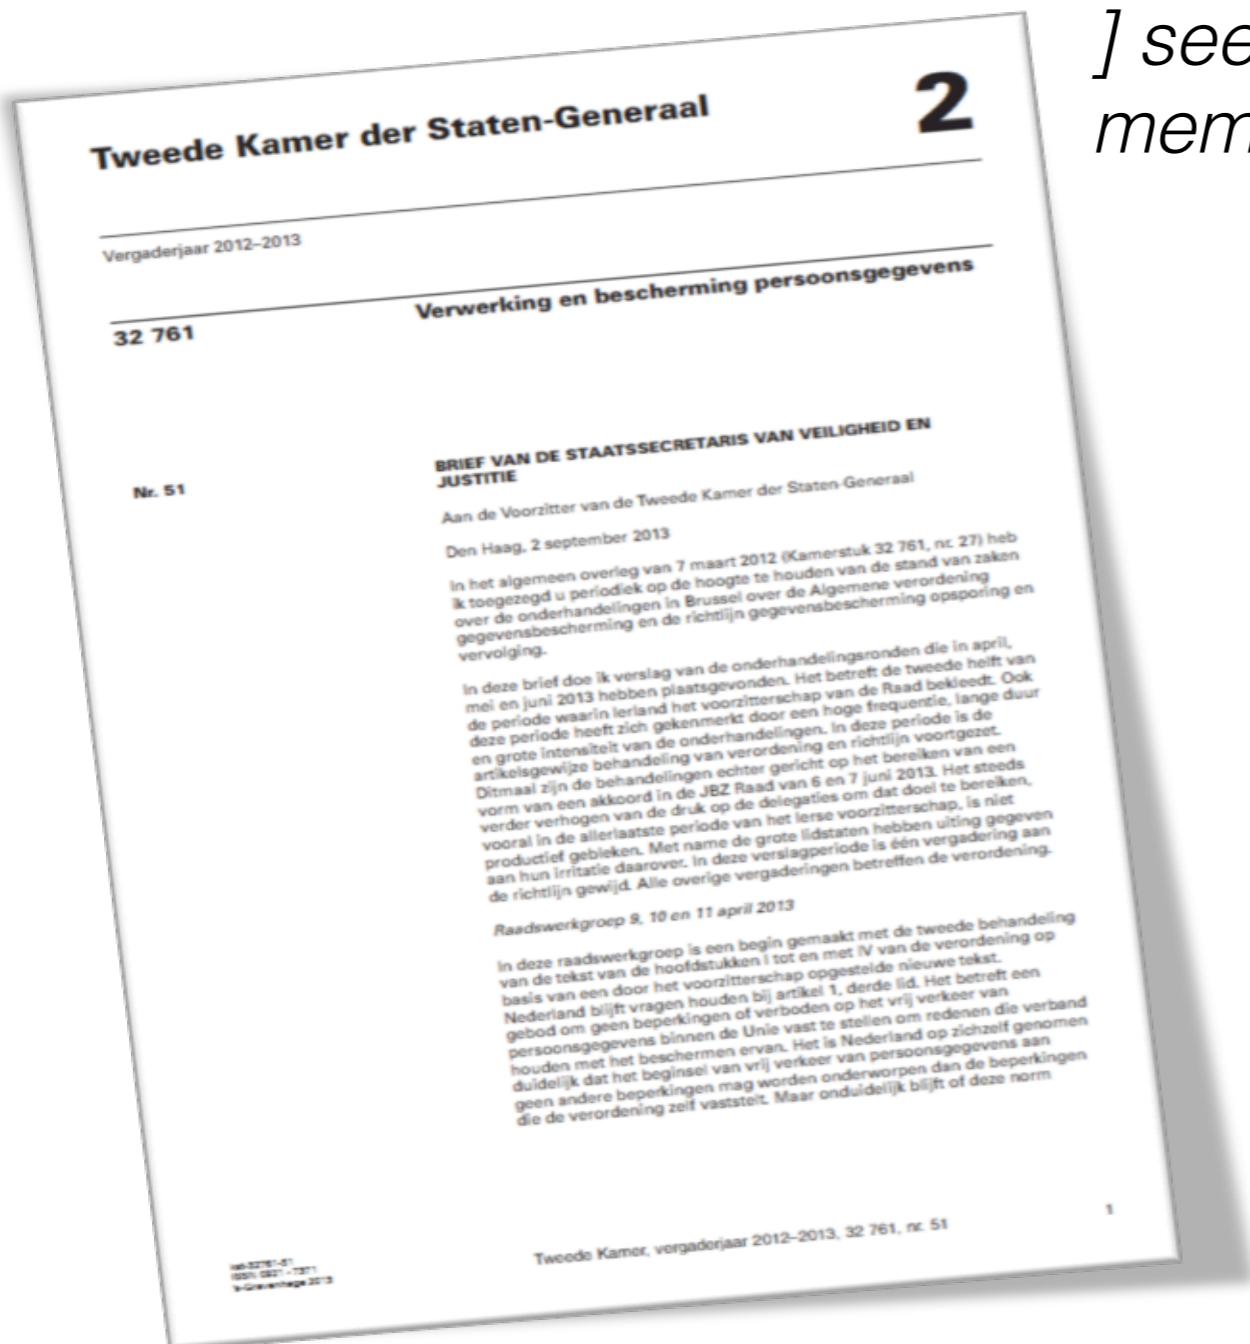 ] see
mem
Tweede Kamer der Staten-Generaal
2
Vergaderjaar 2012–2013
32 761
Verwerking en bescherming persoonsgegevens
Nr. 51
BRIEF VAN DE STAATSSECRETARIS VAN VEILIGHEID EN
JUSTITIE
Aan de Voorzitter van de Tweede Kamer der Staten-Generaal
Den Haag, 2 september 2013
In het algemeen overleg van 7 maart 2012 (Kamerstuk 32 761, nr. 27) heb
ik toegezegd u periodiek op de hoogte te houden van de stand van zaken
over de onderhandelingen in Brussel over de Algemene verordening
gegevensbescherming en de richtlijn gegevensbescherming opsporing en
vervolging.
In deze brief doe ik verslag van de onderhandelingsronden die in april,
mei en juni 2013 hebben plaatsgevonden. Het betreft de tweede helft van
de periode waarin Ierland het voorzitterschap van de Raad bekleedt. Ook
deze periode heeft zich gekenmerkt door een hoge frequentie, lange duur
en grote intensiteit van de onderhandelingen. In deze periode is de
artikelsgewijze behandeling van verordening en richtlijn voortgezet.
Ditmaal zijn de behandelingen echter gericht op het bereiken van een
vorm van een akkoord in de JBZ Raad van 6 en 7 juni 2013. Het steeds
verder verhogen van de druk op de delegaties om dat doel te bereiken,
vooral in de allerlaatste periode van het Ierse voorzitterschap, is niet
productief gebleken. Met name de grote lidstaten hebben uiting gegeven
aan hun irritatie daarover. In deze verslagperiode is één vergadering aan
de richtlijn gewijd. Alle overige vergaderingen betreffen de verordening.
Raadswerkgroep 9, 10 en 11 april 2013
In deze raadswerkgroep is een begin gemaakt met de tweede behandeling
van de tekst van de hoofdstukken I tot en met IV van de verordening op
basis van een door het voorzitterschap opgestelde nieuwe tekst.
Nederland blijft vragen houden bij artikel 1, derde lid. Het betreft een
gebod om geen beperkingen of verboden op het vrij verkeer van
persoonsgegevens binnen de Unie vast te stellen om redenen die verband
houden met het beschermen ervan. Het is Nederland op zichzelf genomen
duidelijk dat het beginsel van vrij verkeer van persoonsgegevens aan
geen andere beperkingen mag worden onderworpen dan de beperkingen
die de verordening zelf vaststelt. Maar onduidelijk blijft of deze norm
kst-32761-51
ISSN 0921 - 7371
's-Gravenhage 2013
Tweede Kamer, vergaderjaar 2012–2013, 32 761, nr. 51
1